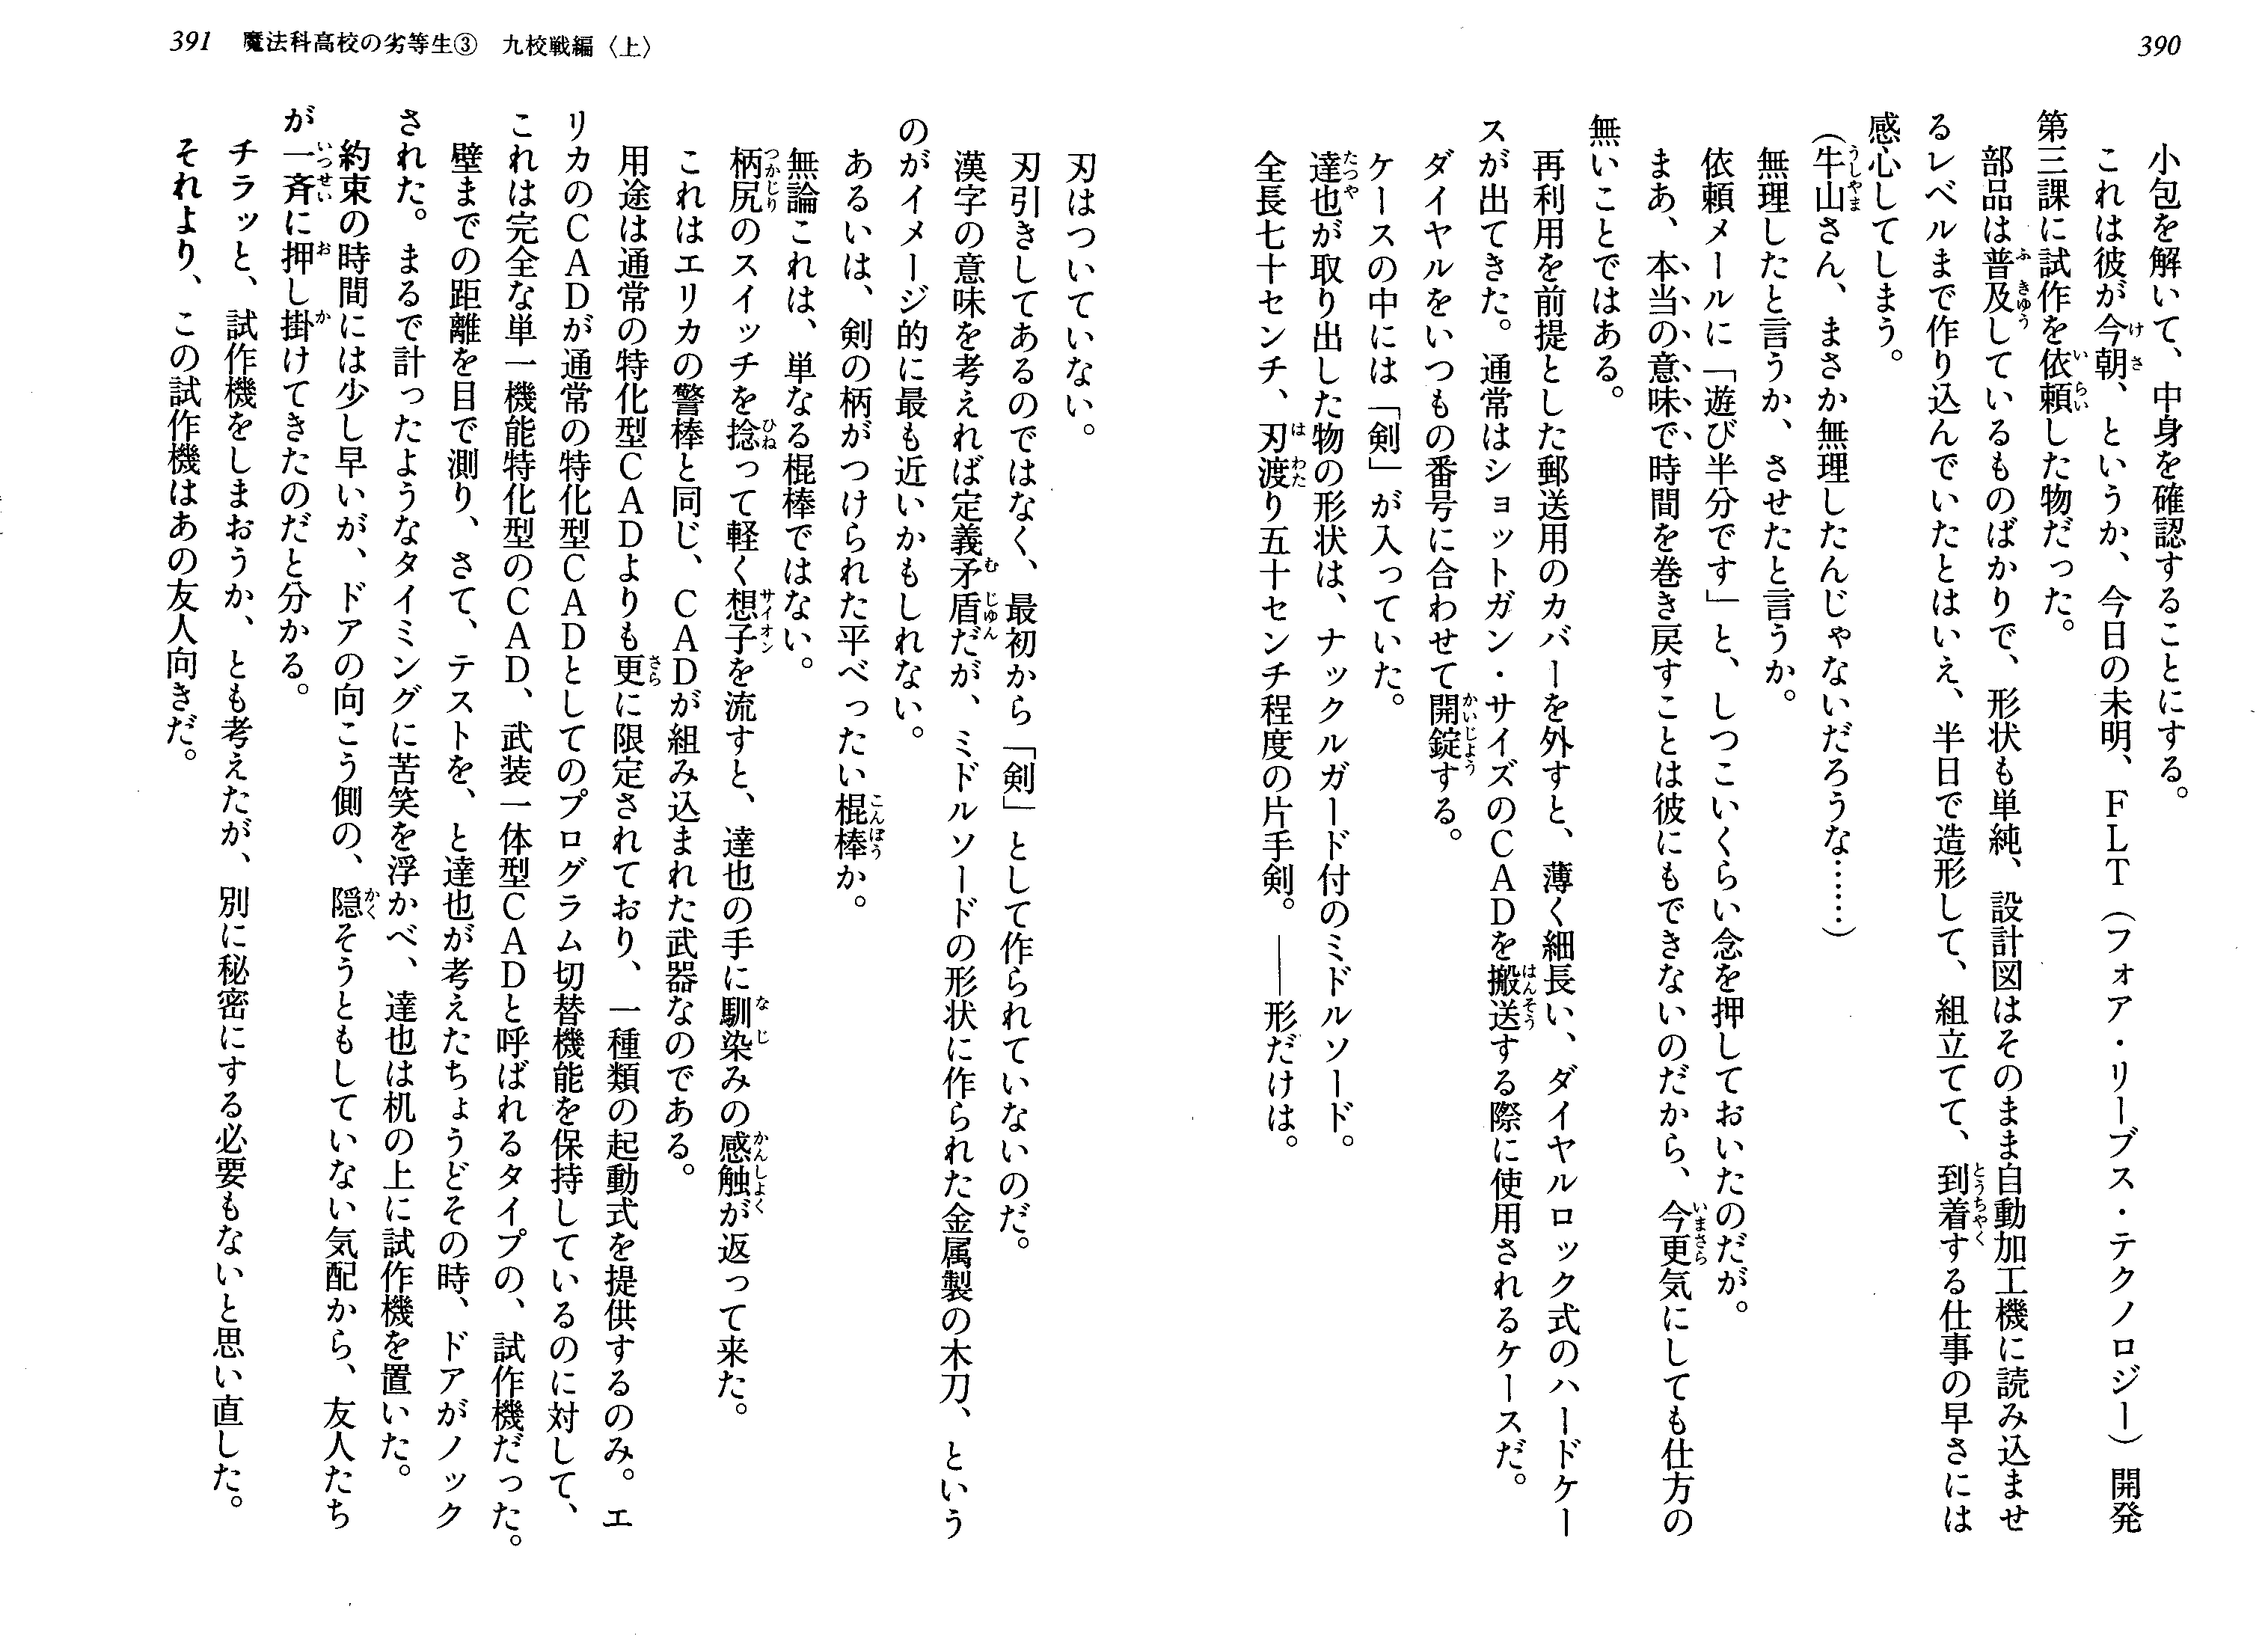 390
小包を解いて、中身を確認することにする。
これは彼が今朝、というか、今日の未明、FLT（フォア・リーブス・テクノロジー）開発
第三課に試作を依頼した物だった。
部品は普及しているものばかりで、形状も単純、設計図はそのまま自動加工機に読み込ませ
るレベルまで作り込んでいたとはいえ、半日で造形して、組立てて、到着する仕事の早さには
感心してしまう。
（牛山さん、まさか無理したんじゃないだろうな……）
無理したと言うか、させたと言うか。
依頼メールに「遊び半分です」と、しつこいくらい念を押しておいたのだが。
まあ、本当の意味で時間を巻き戻すことは彼にもできないのだから、今更気にしても仕方の
無いことではある。
再利用を前提とした郵送用のカバーを外すと、薄く細長い、ダイヤルロック式のハードケー
スが出てきた。通常はショットガン・サイズのCADを搬送する際に使用されるケースだ。
ダイヤルをいつもの番号に合わせて開錠する。
ケースの中には「剣」が入っていた。
達也が取り出した物の形状は、ナックルガード付のミドルソード。
全長七十センチ、刃渡り五十センチ程度の片手剣。――形だけは。
391 魔法科高校の劣等生③ 九校戦編〈上〉
刃はついていない。
刃引きしてあるのではなく、最初から「剣」として作られていないのだ。
漢字の意味を考えれば定義矛盾だが、ミドルソードの形状に作られた金属製の木刀、という
のがイメージ的に最も近いかもしれない。
あるいは、剣の柄がつけられた平べったい棍棒か。
無論これは、単なる棍棒ではない。
柄尻のスイッチを捻って軽く想子を流すと、達也の手に馴染みの感触が返って来た。
これはエリカの警棒と同じ、CADが組み込まれた武器なのである。
用途は通常の特化型CADよりも更に限定されており、一種類の起動式を提供するのみ。エ
リカのCADが通常の特化型CADとしてのプログラム切替機能を保持しているのに対して、
これは完全な単一機能特化型のCAD、武装一体型CADと呼ばれるタイプの、試作機だった。
壁までの距離を目で測り、さて、テストを、と達也が考えたちょうどその時、ドアがノック
された。まるで計ったようなタイミングに苦笑を浮かべ、達也は机の上に試作機を置いた。
約束の時間には少し早いが、ドアの向こう側の、隠そうともしていない気配から、友人たち
が一斉に押し掛けてきたのだと分かる。
チラッと、試作機をしまおうか、とも考えたが、別に秘密にする必要もないと思い直した。
それより、この試作機はあの友人向きだ。